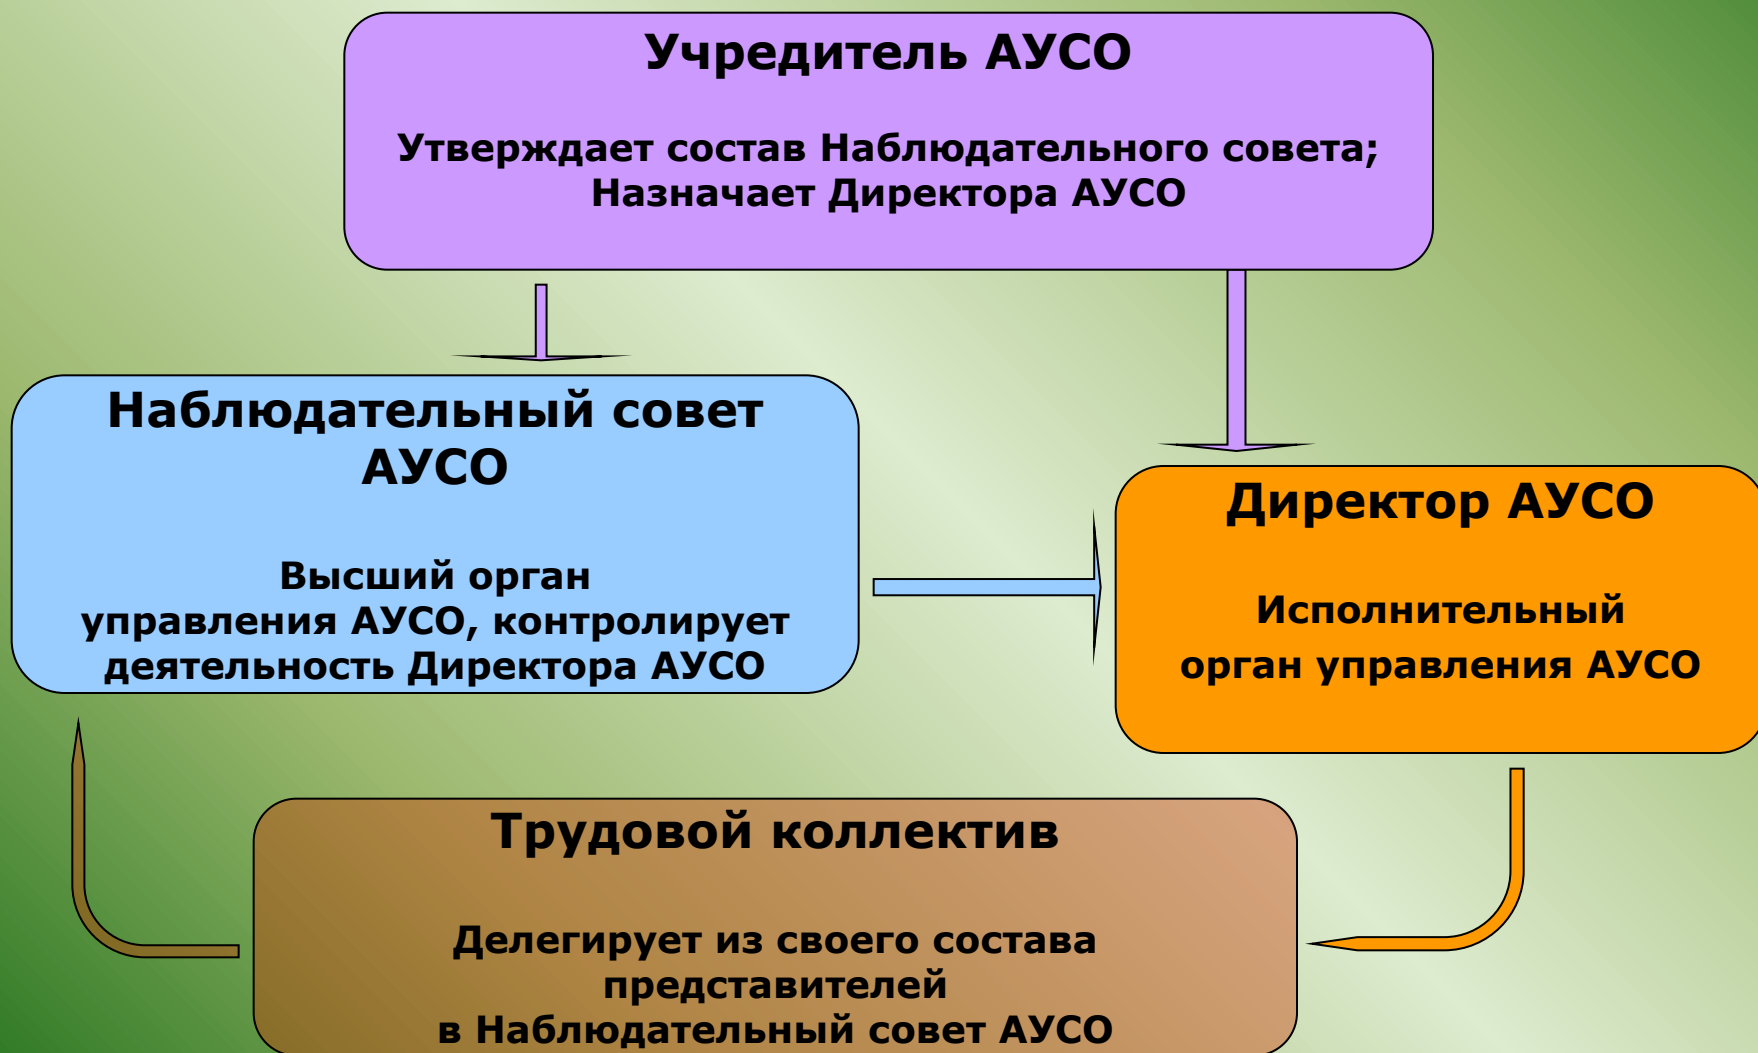 Учредитель АУСО
Утверждает состав Наблюдательного совета;
Назначает Директора АУСО
Наблюдательный совет
АУСО
Высший орган
управления АУСО, контролирует
деятельность Директора АУСО
Директор АУСО
Исполнительный
орган управления АУСО
Трудовой коллектив
Делегирует из своего состава
представителей
в Наблюдательный совет АУСО